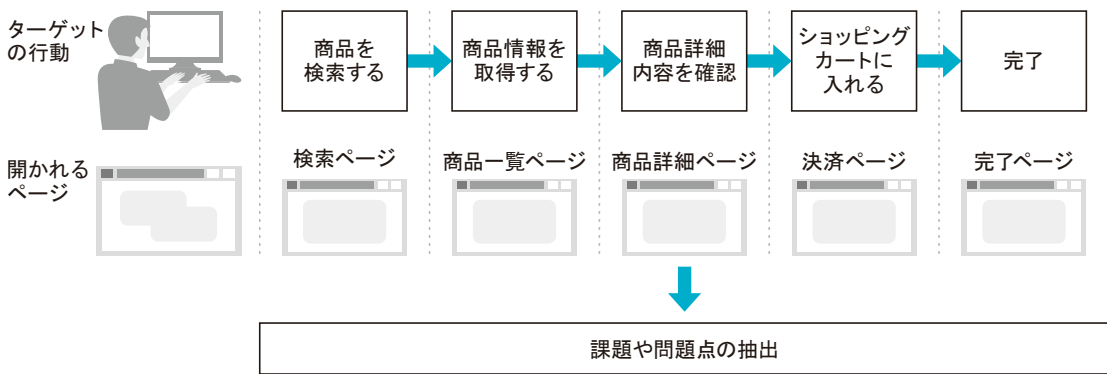 ターゲット
の行動
商品を
検索する
商品情報を
取得する
商品詳細
内容を確認
ショッピング
カートに
入れる
完了
開かれる
ページ
検索ページ
商品一覧ページ
商品詳細ページ
決済ページ
完了ページ
課題や問題点の抽出